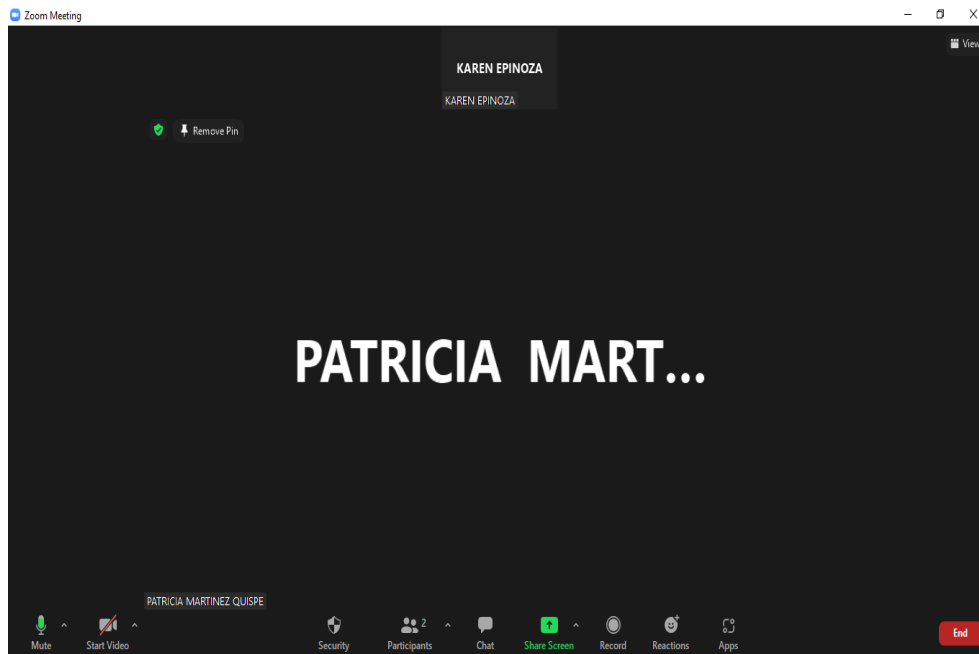 Zoom Meeting
KAREN EPINOZA
KAREN EPINOZA
View
Remove Pin
PATRICIA MART...
PATRICIA MARTINEZ QUISPE
Mute
Start Video
Security
Participants 2
Chat
Share Screen
Record
Reactions
Apps
End